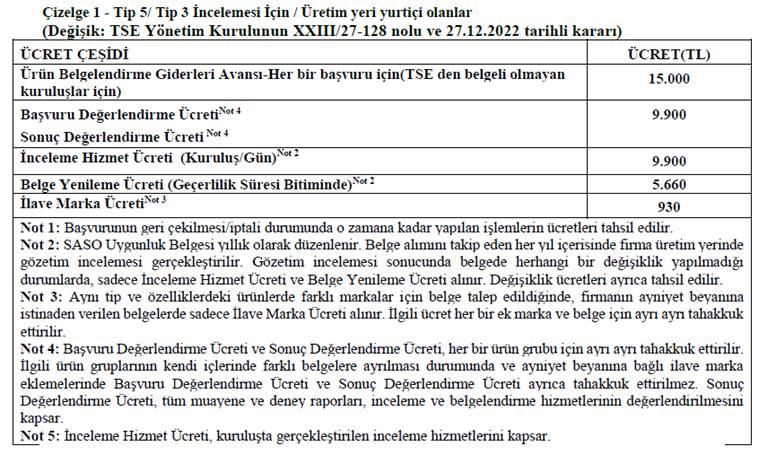 Çizelge 1 - Tip 5/ Tip 3 İncelemesi İçin / Üretim yeri yurtiçi olanlar
(Değişik: TSE Yönetim Kurulunun XXIII/27-128 nolu ve 27.12.2022 tarihli kararı)
ÜCRET ÇEŞİDİ ÜCRET(TL)
Ürün Belgelendirme Giderleri Avansı-Her bir başvuru için(TSE den belgeli olmayan
kuruluşlar için) 15.000
Başvuru Değerlendirme Ücreti Not 4 9.900
Sonuç Değerlendirme Ücreti Not 4
İnceleme Hizmet Ücreti (Kuruluş/Gün) Not 2 9.900
Belge Yenileme Ücreti (Geçerlilik Süresi Bitiminde) Not 2 5.660
İlave Marka Ücreti Not 3 930
Not 1: Başvurunun geri çekilmesi/iptali durumunda o zamana kadar yapılan işlemlerin ücretleri tahsil edilir.
Not 2: SASO Uygunluk Belgesi yıllık olarak düzenlenir. Belge alımını takip eden her yıl içerisinde firma üretim yerinde
gözetim incelemesi gerçekleştirilir. Gözetim incelemesi sonucunda belgede herhangi bir değişiklik yapılmadığı
durumlarda, sadece İnceleme Hizmet Ücreti ve Belge Yenileme Ücreti alınır. Değişiklik ücretleri ayrıca tahsil edilir.
Not 3: Aynı tip ve özelliklerdeki ürünlerde farklı markalar için belge talep edildiğinde, firmanın ayniyet beyanına
istinaden verilen belgelerde sadece İlave Marka Ücreti alınır. İlgili ücret her bir ek marka ve belge için ayrı ayrı tahakkuk
ettirilir.
Not 4: Başvuru Değerlendirme Ücreti ve Sonuç Değerlendirme Ücreti, her bir ürün grubu için ayrı ayrı tahakkuk ettirilir.
İlgili ürün gruplarının kendi içlerinde farklı belgelere ayrılması durumunda ve ayniyet beyanına bağlı ilave marka
eklemelerinde Başvuru Değerlendirme Ücreti ve Sonuç Değerlendirme Ücreti ayrıca tahakkuk ettirilmez. Sonuç
Değerlendirme Ücreti, tüm muayene ve deney raporları, inceleme ve belgelendirme hizmetlerinin değerlendirilmesini
kapsar.
Not 5: İnceleme Hizmet Ücreti, kuruluşta gerçekleştirilen inceleme hizmetlerini kapsar.